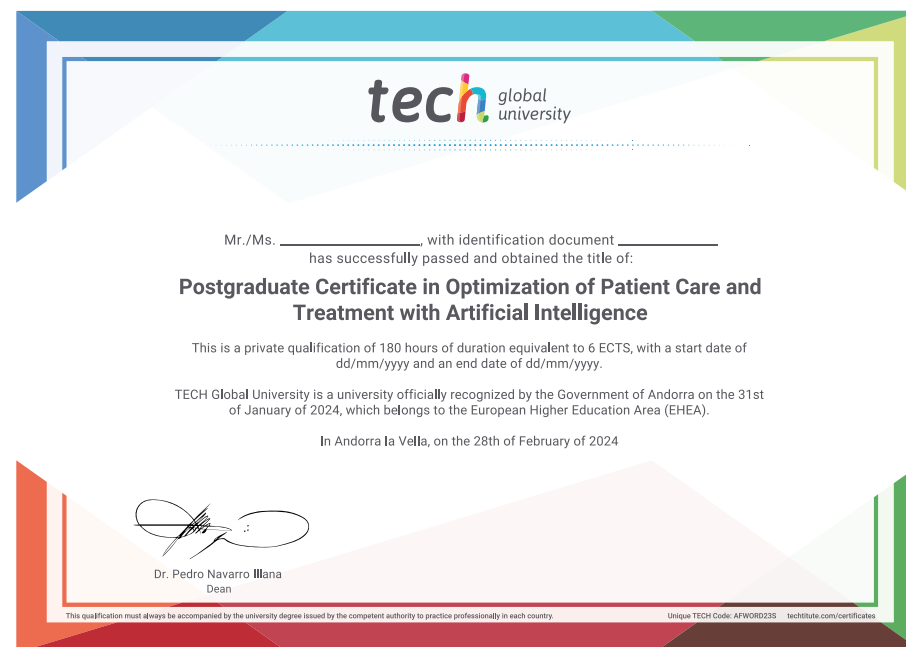 tech global
university
Mr./Ms. ____________, with identification document ____________
has successfully passed and obtained the title of:
Postgraduate Certificate in Optimization of Patient Care and
Treatment with Artificial Intelligence
This is a private qualification of 180 hours of duration equivalent to 6 ECTS, with a start date of
dd/mm/yyyy and an end date of dd/mm/yyyy.
TECH Global University is a university officially recognized by the Government of Andorra on the 31st
of January of 2024, which belongs to the European Higher Education Area (EHEA).
In Andorra la Vella, on the 28th of February of 2024
Dr. Pedro Navarro Illana
Dean
This qualification must always be accompanied by the university degree issued by the competent authority to practice professionally in each country. Unique TECH Code: AFWORD23S techtitute.com/certificates